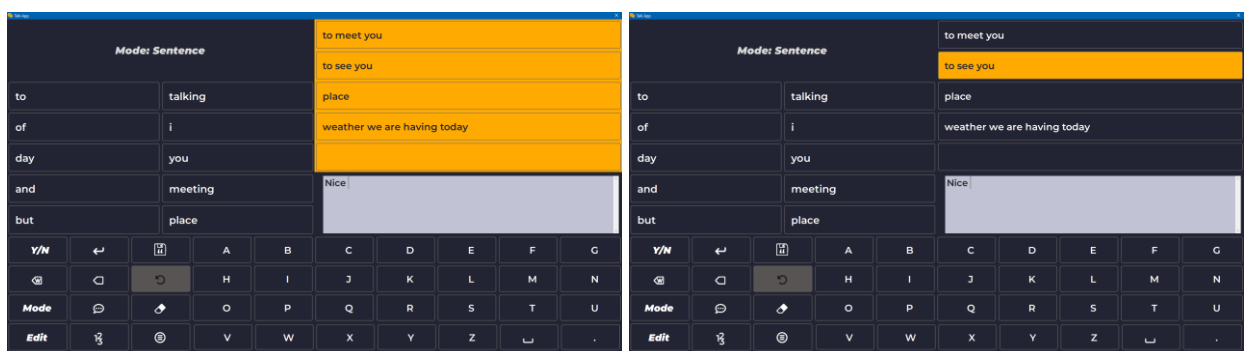 Talk App
Mode: Sentence
to meet you
to see you
to talking place
of i weather we are having today
day you
and meeting Nice
but place
Y/N A B C D E F G
H I J K L M N
Mode O P Q R S T U
Edit 123 V W X Y Z .
Talk App
Mode: Sentence
to meet you
to see you
to talking place
of i weather we are having today
day you
and meeting Nice
but place
Y/N A B C D E F G
H I J K L M N
Mode O P Q R S T U
Edit 123 V W X Y Z .